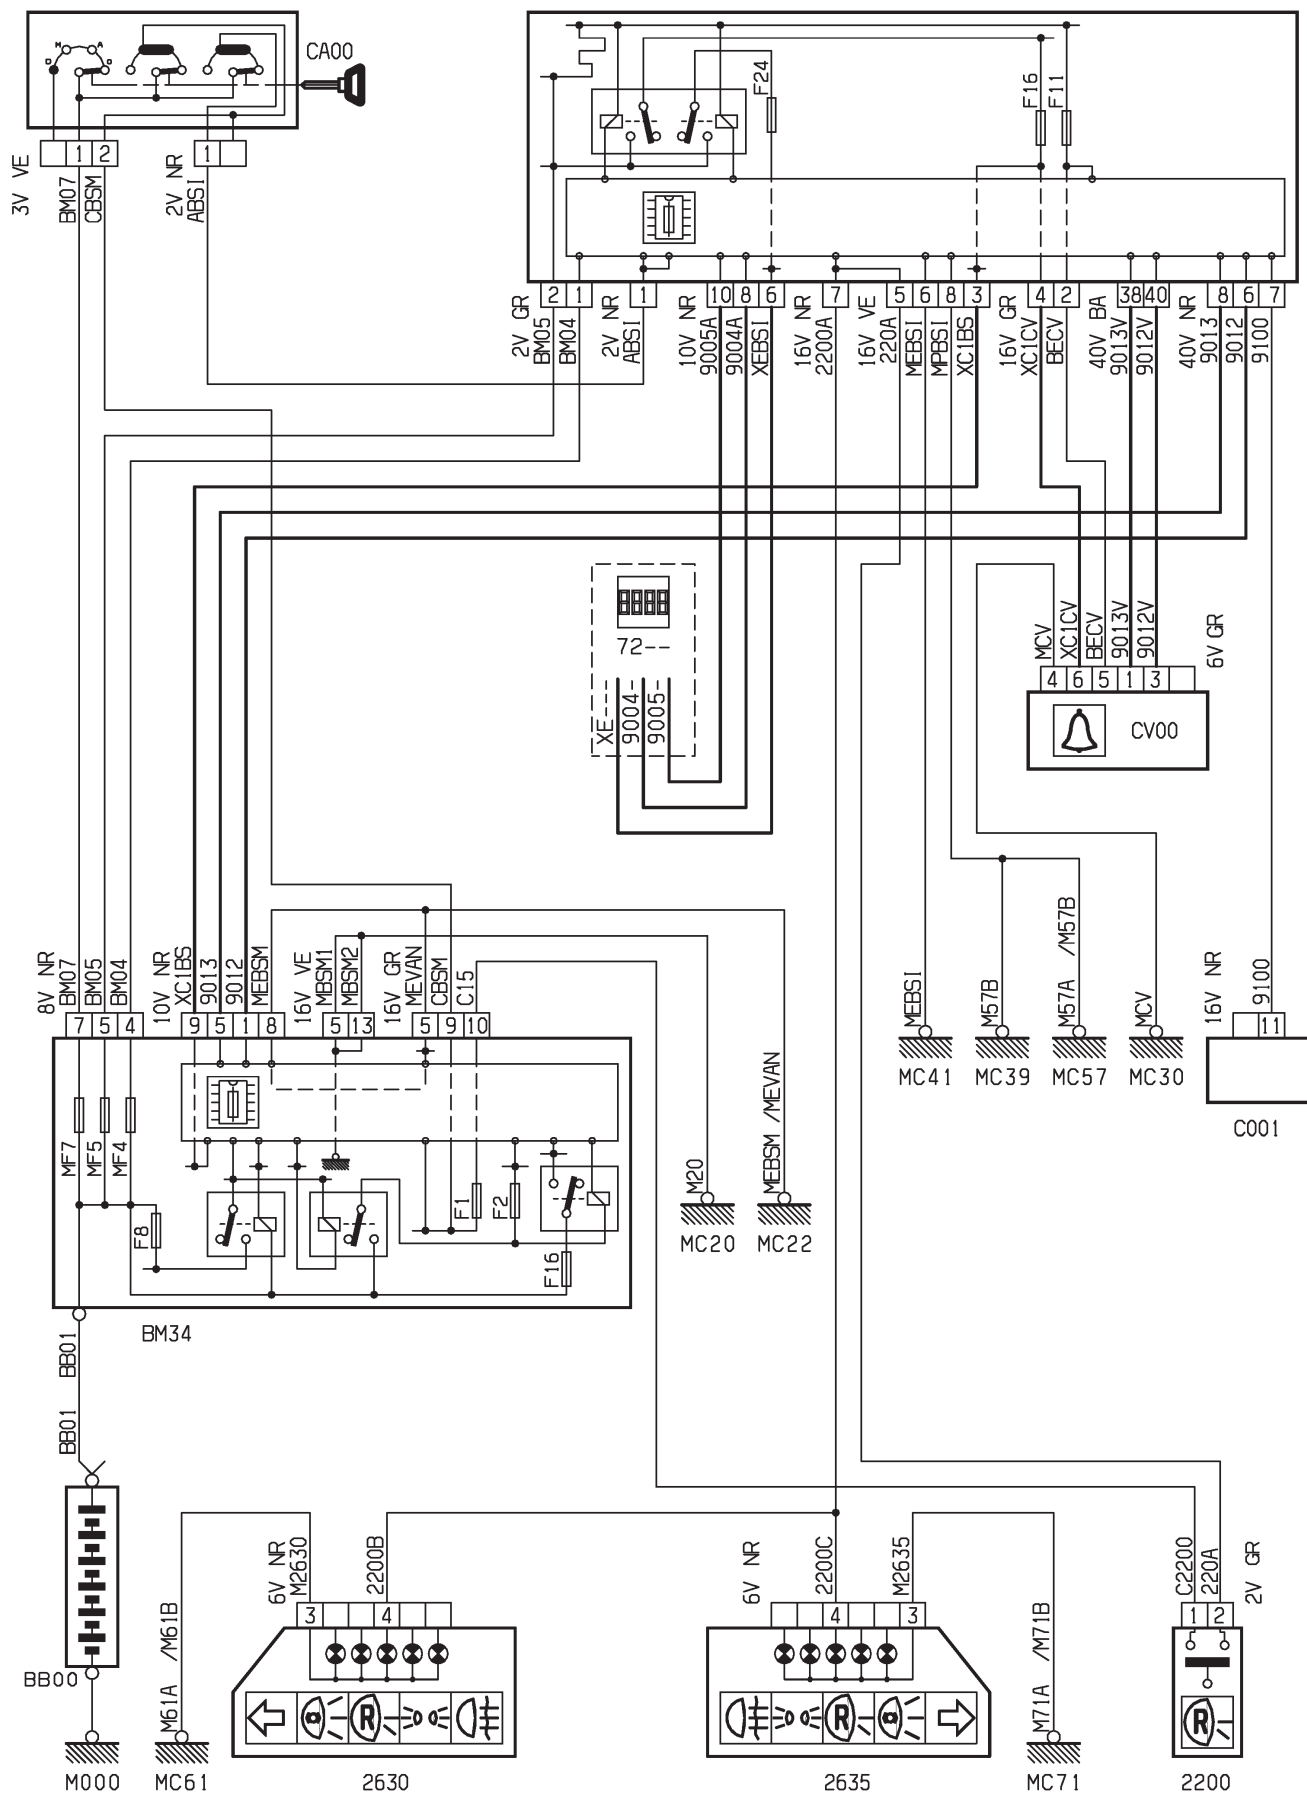 M A
D D
CA00
1 2
1
3V VE
BM07
CBSM
2V NR
ABSI
F24
F16
F11
2 1
1
10 8 6
7
5 6 8 3
4 2
38 40
8 6 7
2V GR
BM05
BM04
2V NR
ABSI
10V NR
9005A
9004A
XEBSI
16V NR
2200A
16V VE
220A
MEBSI
MPBSI
XC1BS
16V GR
XC1CV
BECV
40V BA
9013V
9012V
40V NR
9013
9012
9100
72--
XE----
9004-
9005-
MCV
XC1CV
BECV
9013V
9012V
6V GR
4 6 5 1 3
CV00
8V NR
BM07
BM05
BM04
10V NR
XC1BS
9013
9012
MEBSM
16V VE
MBSM1
MBSM2
16V GR
MEVAN
CBSM
C15
7 5 4
9 5 1 8
5 13
5 9 10
MEBSI
M57B
M57A /M57B
MCV
16V NR
9100
11
MC41
MC39
MC57
MC30
C001
MF7
MF5
MF4
F8
F1
F2
F16
M20
MEBSM /MEVAN
MC20
MC22
BM34
BB01
BB01
BB00
M000
M61A /M61B
MC61
6V NR
M2630
2200B
3 4
R
2630
6V NR
2200C
M2635
4 3
R
2635
M71A /M71B
MC71
C2200
220A
2V GR
1 2
R
2200